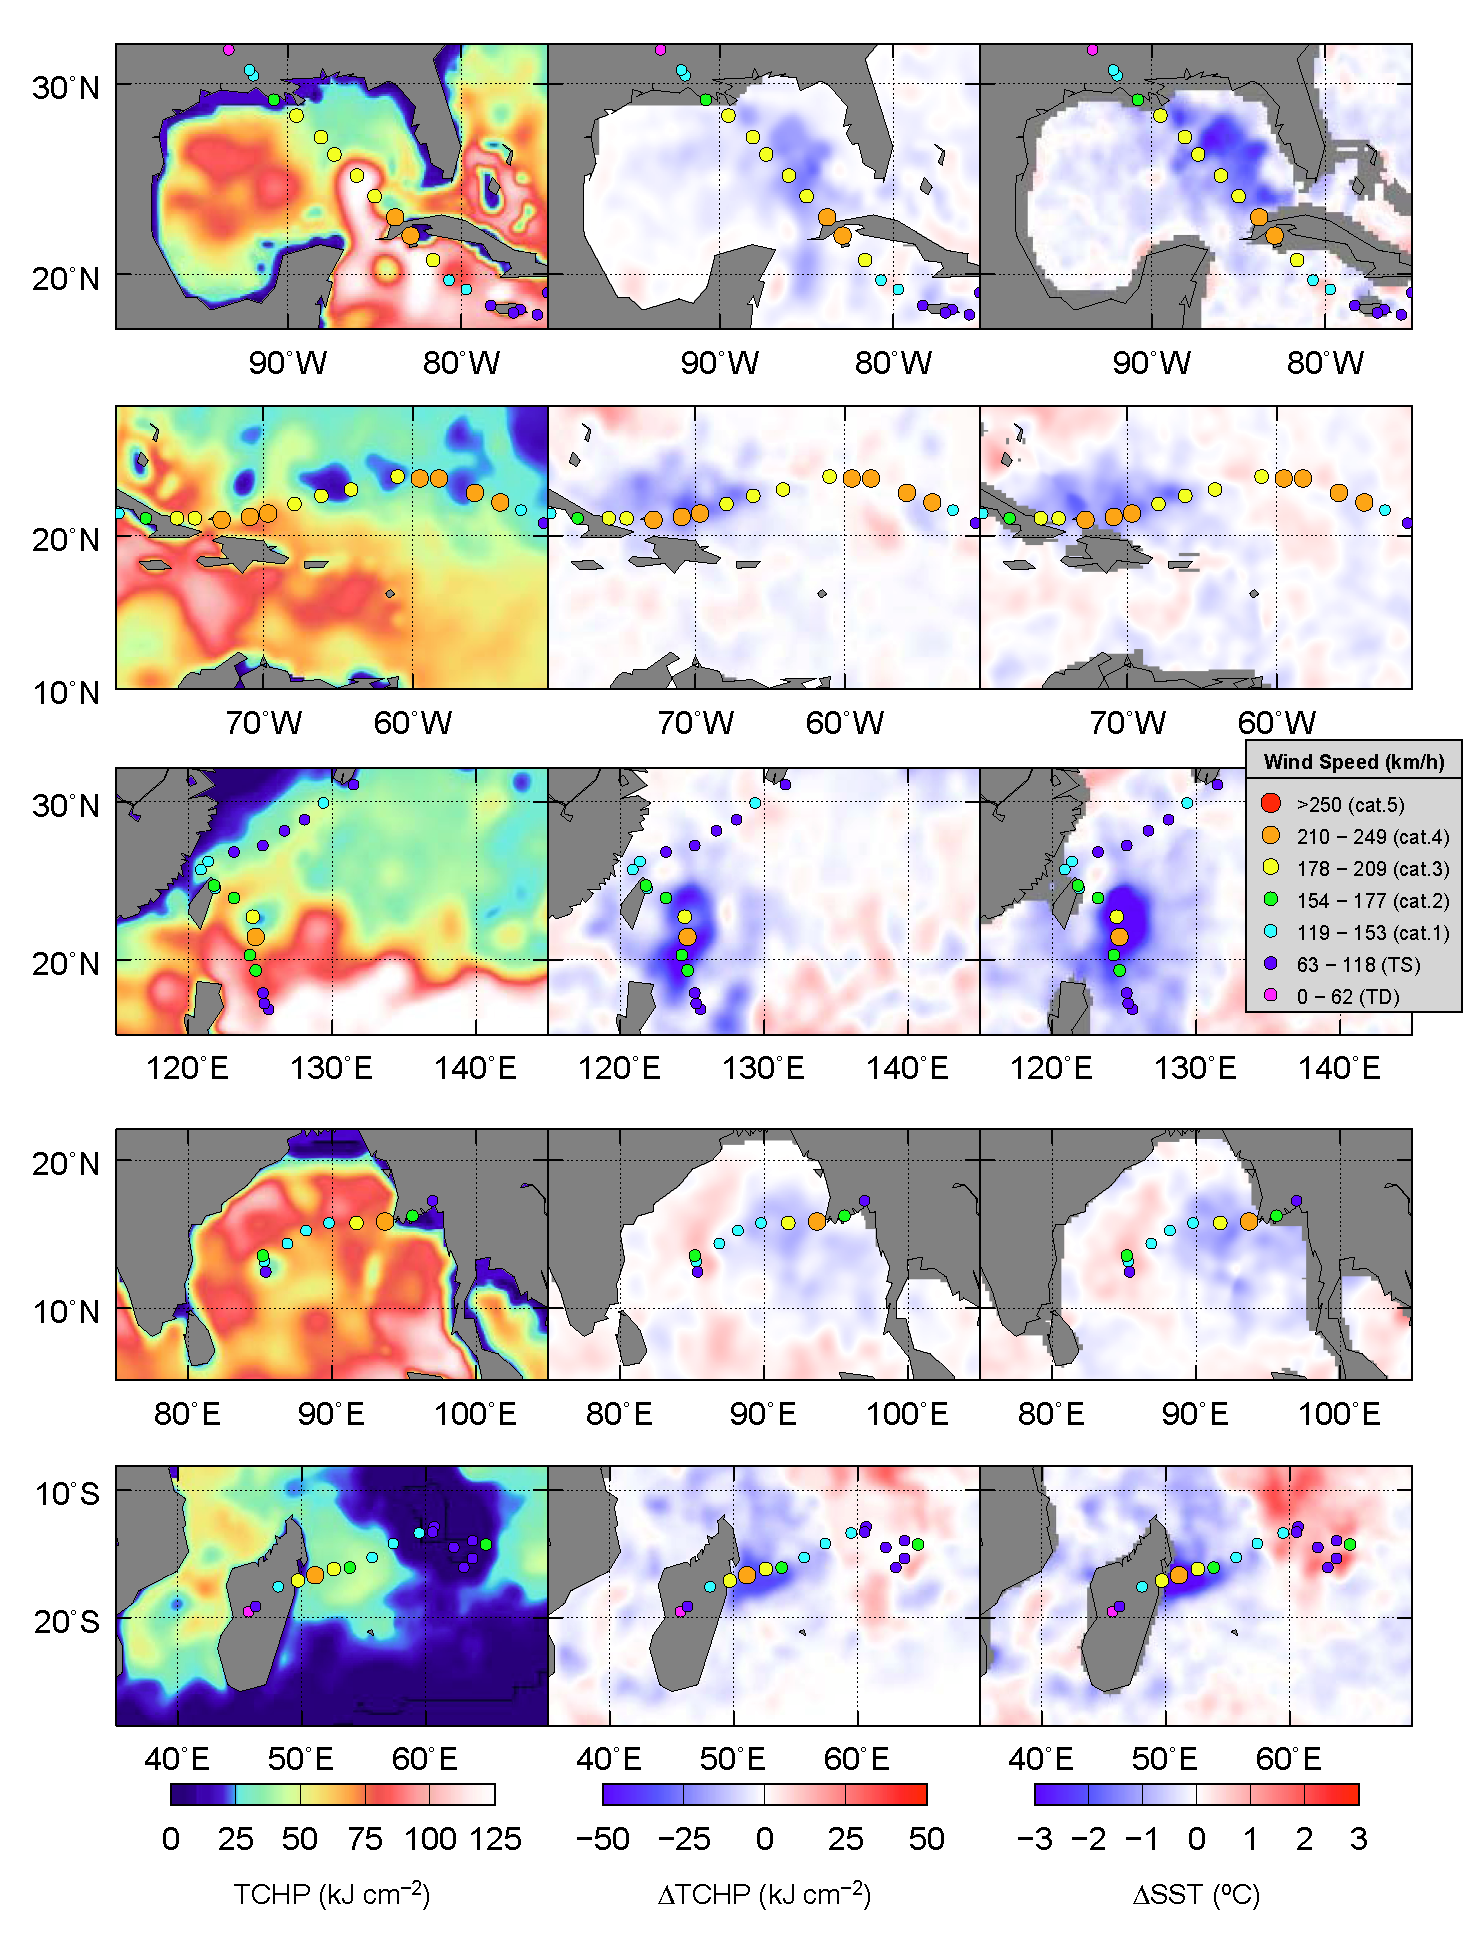 30°N
20°N
90°W 80°W 90°W 80°W 90°W 80°W
20°N
10°N
70°W 60°W 70°W 60°W 70°W 60°W
Wind Speed (km/h)
>250 (cat.5)
210 – 249 (cat.4)
178 – 209 (cat.3)
154 – 177 (cat.2)
119 – 153 (cat.1)
63 – 118 (TS)
0 – 62 (TD)
30°N
20°N
120°E 130°E 140°E 120°E 130°E 140°E 120°E 130°E 140°E
20°N
10°N
80°E 90°E 100°E 80°E 90°E 100°E 80°E 90°E 100°E
10°S
20°S
40°E 50°E 60°E 40°E 50°E 60°E 40°E 50°E 60°E
0 25 50 75 100 125 −50 −25 0 25 50 −3 −2 −1 0 1 2 3
TCHP (kJ cm⁻²) ΔTCHP (kJ cm⁻²) ΔSST (ºC)